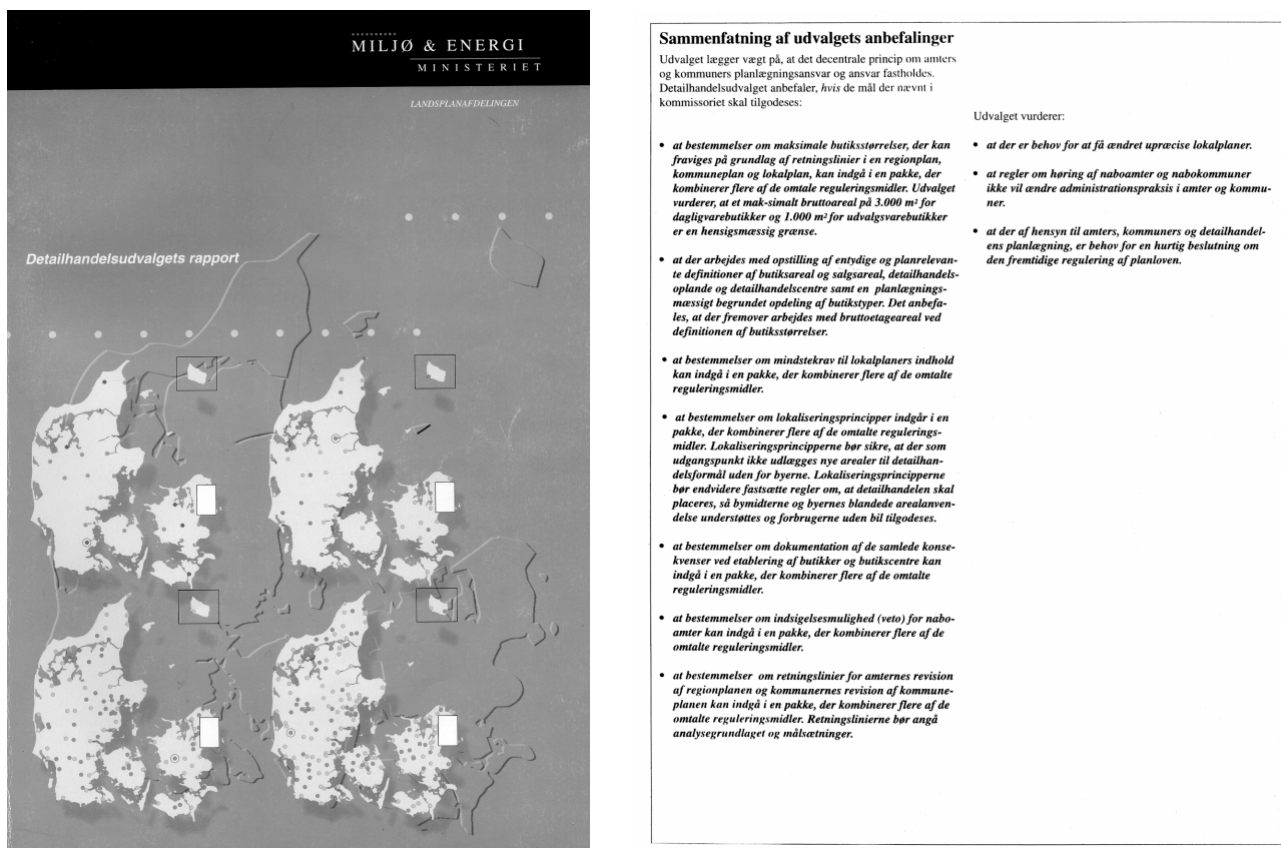 MILJØ & ENERGI
MINISTERIET
LANDSPLANAFDELINGEN
Detailhandelsudvalgets rapport
Sammenfatning af udvalgets anbefalinger
Udvalget lægger vægt på, at det decentrale princip om amters
og kommuners planlægningsansvar og ansvar fastholdes.
Detailhandelsudvalget anbefaler, hvis de mål der nævnt i
kommissoriet skal tilgodeses:
• at bestemmelser om maksimale butiksstørrelser, der kan
fraviges på grundlag af retningslinier i en regionplan,
kommuneplan og lokalplan, kan indgå i en pakke, der
kombinerer flere af de omtale reguleringsmidler. Udvalget
vurderer, at et mak-simalt bruttoareal på 3.000 m² for
dagligvarebutikker og 1.000 m² for udvalgsvarebutikker
er en hensigsmæssig grænse.
• at der arbejdes med opstilling af entydige og planrelevan-
te definitioner af butiksareal og salgsareal, detailhandels-
oplande og detailhandelscentre samt en planlægnings-
mæssigt begrundet opdeling af butikstyper. Det anbefa-
les, at der fremover arbejdes med bruttoetageareal ved
definitionen af butiksstørrelser.
• at bestemmelser om mindstekrav til lokalplaners indhold
kan indgå i en pakke, der kombinerer flere af de omtalte
reguleringsmidler.
• at bestemmelser om lokaliseringsprincipper indgår i en
pakke, der kombinerer flere af de omtalte regulerings-
midler. Lokaliseringsprincipperne bør sikre, at der som
udgangspunkt ikke udlægges nye arealer til detailhan-
delsformål uden for byerne. Lokaliseringsprincipperne
bør endvidere fastsætte regler om, at detailhandelen skal
placeres, så bymidterne og byernes blandede arealanven-
delse understøttes og forbrugerne uden bil tilgodeses.
• at bestemmelser om dokumentation af de samlede konse-
kvenser ved etablering af butikker og butikscentre kan
indgå i en pakke, der kombinerer flere af de omtalte
reguleringsmidler.
• at bestemmelser om indsigelsesmulighed (veto) for nabo-
amter kan indgå i en pakke, der kombinerer flere af de
omtalte reguleringsmidler.
• at bestemmelser om retningslinier for amternes revision
af regionplanen og kommunernes revision af kommune-
planen kan indgå i en pakke, der kombinerer flere af de
omtalte reguleringsmidler. Retningslinierne bør angå
analysegrundlaget og målsætninger.
Udvalget vurderer:
• at der er behov for at få ændret upræcise lokalplaner.
• at regler om høring af naboamter og nabokommuner
ikke vil ændre administrationspraksis i amter og kommu-
ner.
• at der af hensyn til amters, kommuners og detailhandel-
ens planlægning, er behov for en hurtig beslutning om
den fremtidige regulering af planloven.